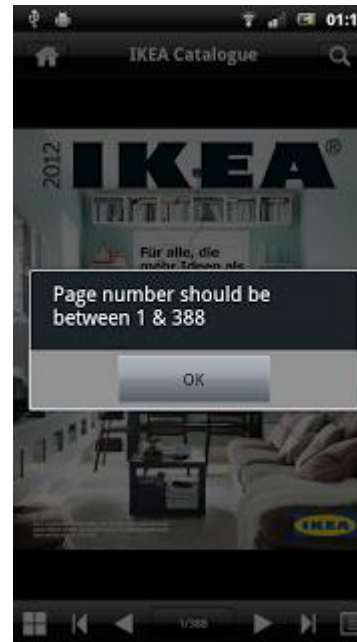 01:1
IKEA Catalogue
2012
IKEA®
Für alle, die
mehr Ideen als
Page number should be
between 1 & 388
OK
IKEA
1/388